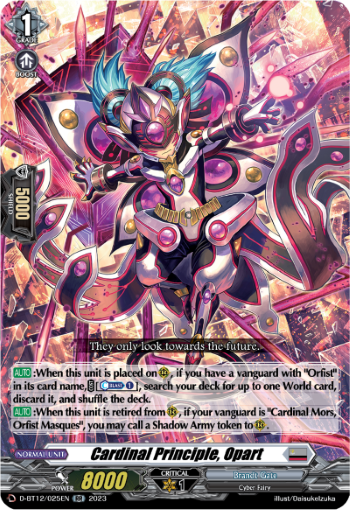 1
GRADE
BOOST
5000
SHIELD
They only look towards the future.
AUTO:When this unit is placed on R, if you have a vanguard with "Orfist"
in its card name, COST [C BLAST 1], search your deck for up to one World card,
discard it, and shuffle the deck.
AUTO:When this unit is retired from R, if your vanguard is "Cardinal Mors,
Orfist Masques", you may call a Shadow Army token to R.
NORMAL UNIT
Cardinal Principle, Opart
POWER 8000
CRITICAL
1
Brandt Gate
Cyber Fairy
D-BT12/025EN RR 2023
illust/DaisukeIzuka